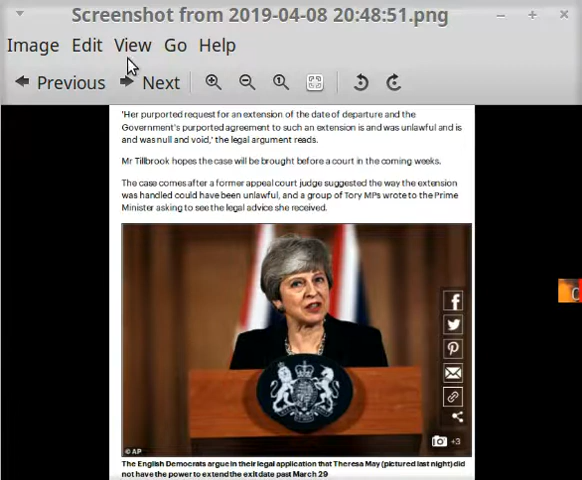 Screenshot from 2019-04-08 20:48:51.png
Image Edit View Go Help
Previous Next
'Her purported request for an extension of the date of departure and the
Government's purported agreement to such an extension is and was unlawful and is
and was null and void,' the legal argument reads.
Mr Tillbrook hopes the case will be brought before a court in the coming weeks.
The case comes after a former appeal court judge suggested the way the extension
was handled could have been unlawful, and a group of Tory MPs wrote to the Prime
Minister asking to see the legal advice she received.
+3
© AP
The English Democrats argue in their legal application that Theresa May (pictured last night) did
not have the power to extend the exit date past March 29